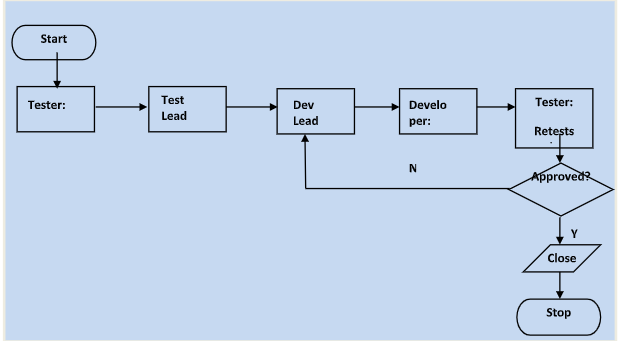 Start
Tester:
Test
Lead
Dev
Lead
Develo
per:
Tester:
Retests
.
Approved?
N
Y
Close
Stop